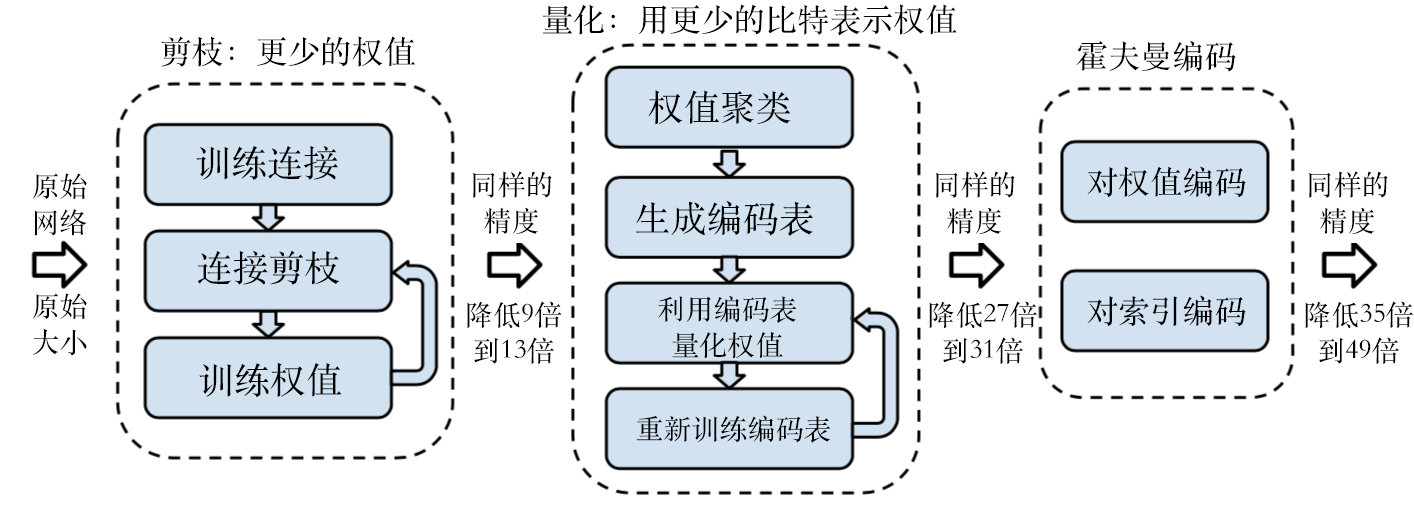 原始
网络
原始
大小
剪枝：更少的权值
训练连接
连接剪枝
训练权值
同样的
精度
降低9倍
到13倍
量化：用更少的比特表示权值
权值聚类
生成编码表
利用编码表
量化权值
重新训练编码表
同样的
精度
降低27倍
到31倍
霍夫曼编码
对权值编码
对索引编码
同样的
精度
降低35倍
到49倍